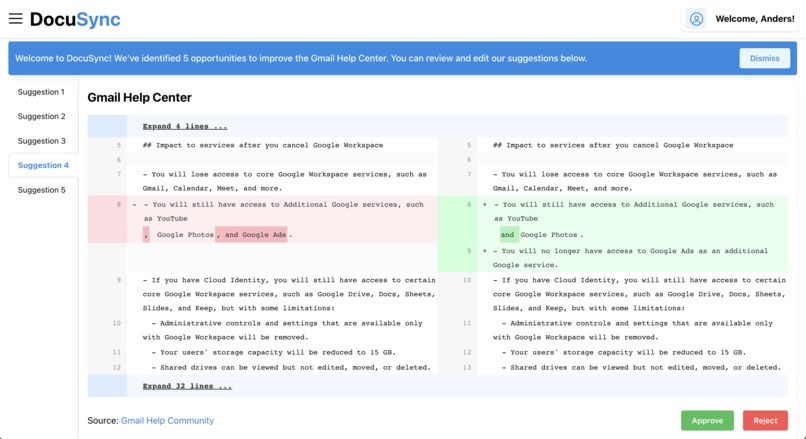 DocuSync
Welcome, Anders!
Welcome to DocuSync! We've identified 5 opportunities to improve the Gmail Help Center. You can review and edit our suggestions below.
Dismiss
Suggestion 1
Suggestion 2
Suggestion 3
Suggestion 4
Suggestion 5
Gmail Help Center
Expand 4 lines ...
5 ## Impact to services after you cancel Google Workspace
6
7 - You will lose access to core Google Workspace services, such as
Gmail, Calendar, Meet, and more.
8 - - You will still have access to Additional Google services, such
as YouTube
, Google Photos, and Google Ads.
9 - If you have Cloud Identity, you will still have access to certain
core Google Workspace services, such as Google Drive, Docs, Sheets,
Slides, and Keep, but with some limitations:
10 - Administrative controls and settings that are available only
with Google Workspace will be removed.
11 - Your users' storage capacity will be reduced to 15 GB.
12 - Shared drives can be viewed but not edited, moved, or deleted.
5 ## Impact to services after you cancel Google Workspace
6
7 - You will lose access to core Google Workspace services, such as
Gmail, Calendar, Meet, and more.
8 + - You will still have access to Additional Google services, such
as YouTube
and Google Photos.
9 + - You will no longer have access to Google Ads as an additional
Google service.
10 - If you have Cloud Identity, you will still have access to certain
core Google Workspace services, such as Google Drive, Docs, Sheets,
Slides, and Keep, but with some limitations:
11 - Administrative controls and settings that are available only
with Google Workspace will be removed.
12 - Your users' storage capacity will be reduced to 15 GB.
13 - Shared drives can be viewed but not edited, moved, or deleted.
Expand 32 lines ...
Source: Gmail Help Community
Approve
Reject